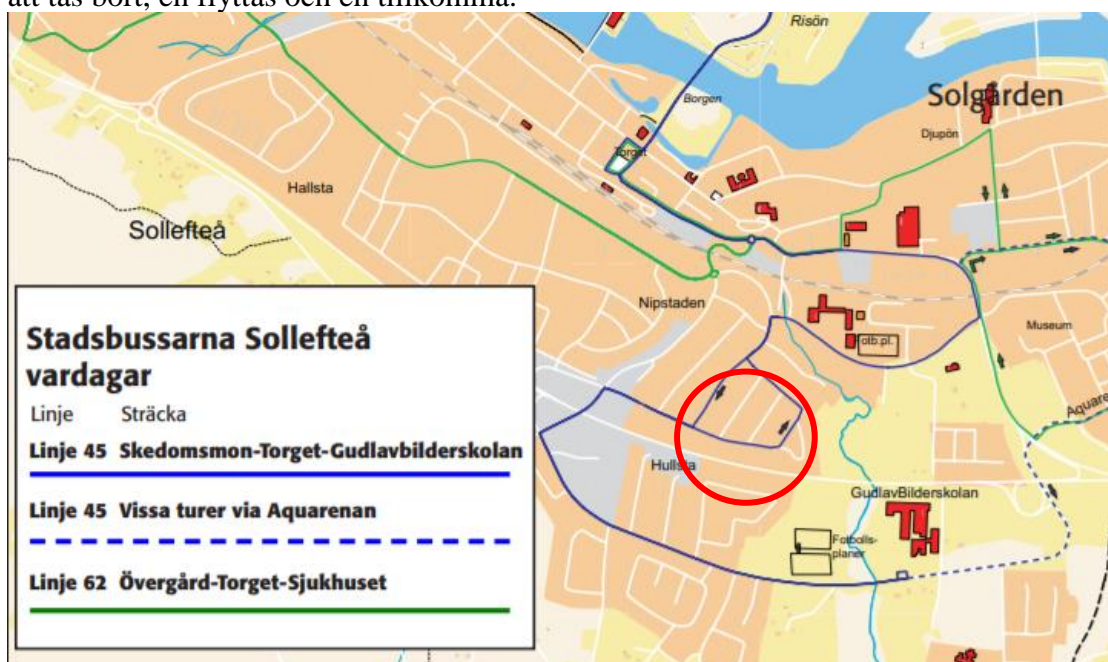 att tas bort, en flyttas och en tillkomma.
Risön
Solgården
Borgen
Djupön
Torget
Hallsta
Sollefteå
Nipstaden
Museum
Fotb.pl.
Aquaren
Hullsta
GudlavBilderskolan
Fotbolls-
planer
Stadsbussarna Sollefteå
vardagar
Linje Sträcka
Linje 45 Skedomsmon-Torget-Gudlavbilderskolan
Linje 45 Vissa turer via Aquarenan
Linje 62 Övergård-Torget-Sjukhuset